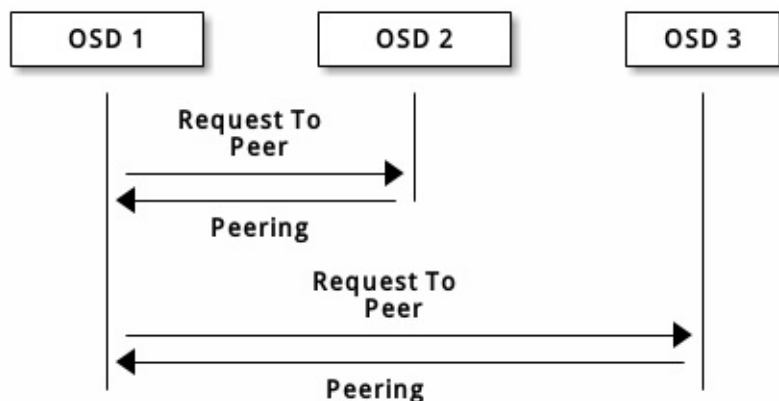 OSD 1
OSD 2
OSD 3
Request To
Peer
Peering
Request To
Peer
Peering